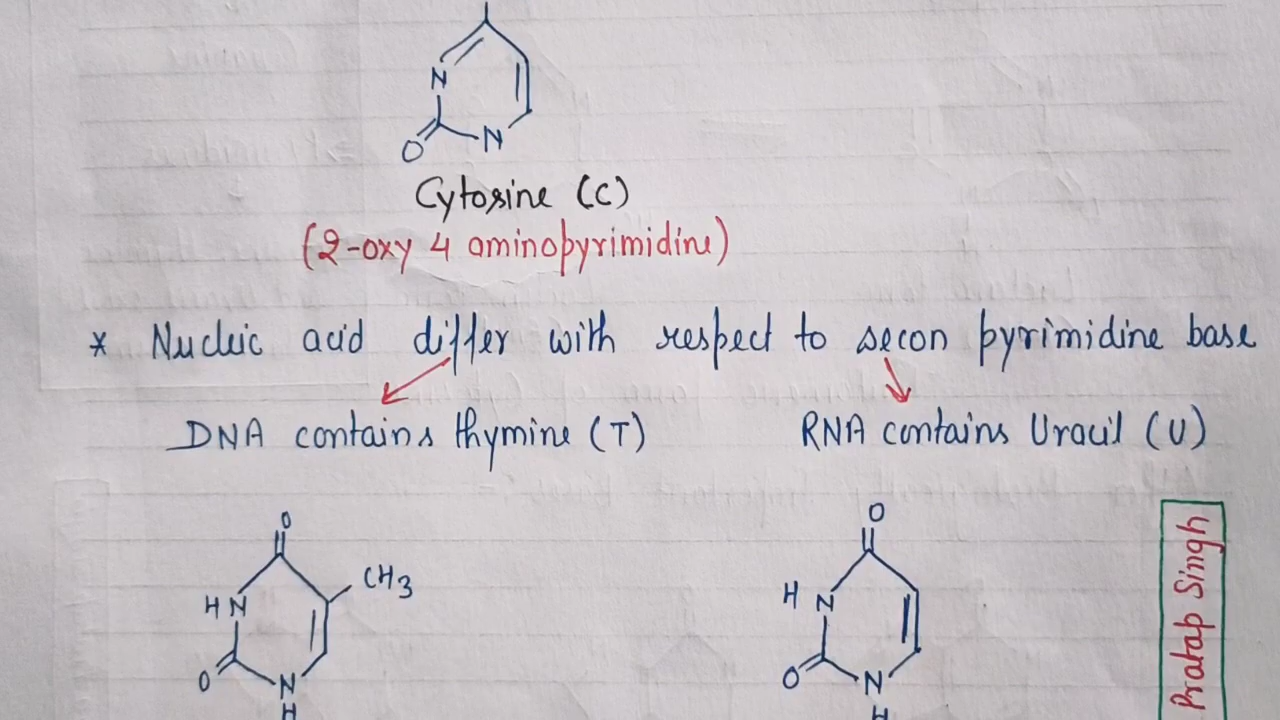 N
O N
Cytosine (C)
(2-oxy 4 aminopyrimidine)
* Nucleic acid differ with respect to secon pyrimidine base
DNA contains thymine (T)
RNA contains Uracil (U)
O
CH3
HN
O
N
H
O
H N
O
N
H
Pratap Singh